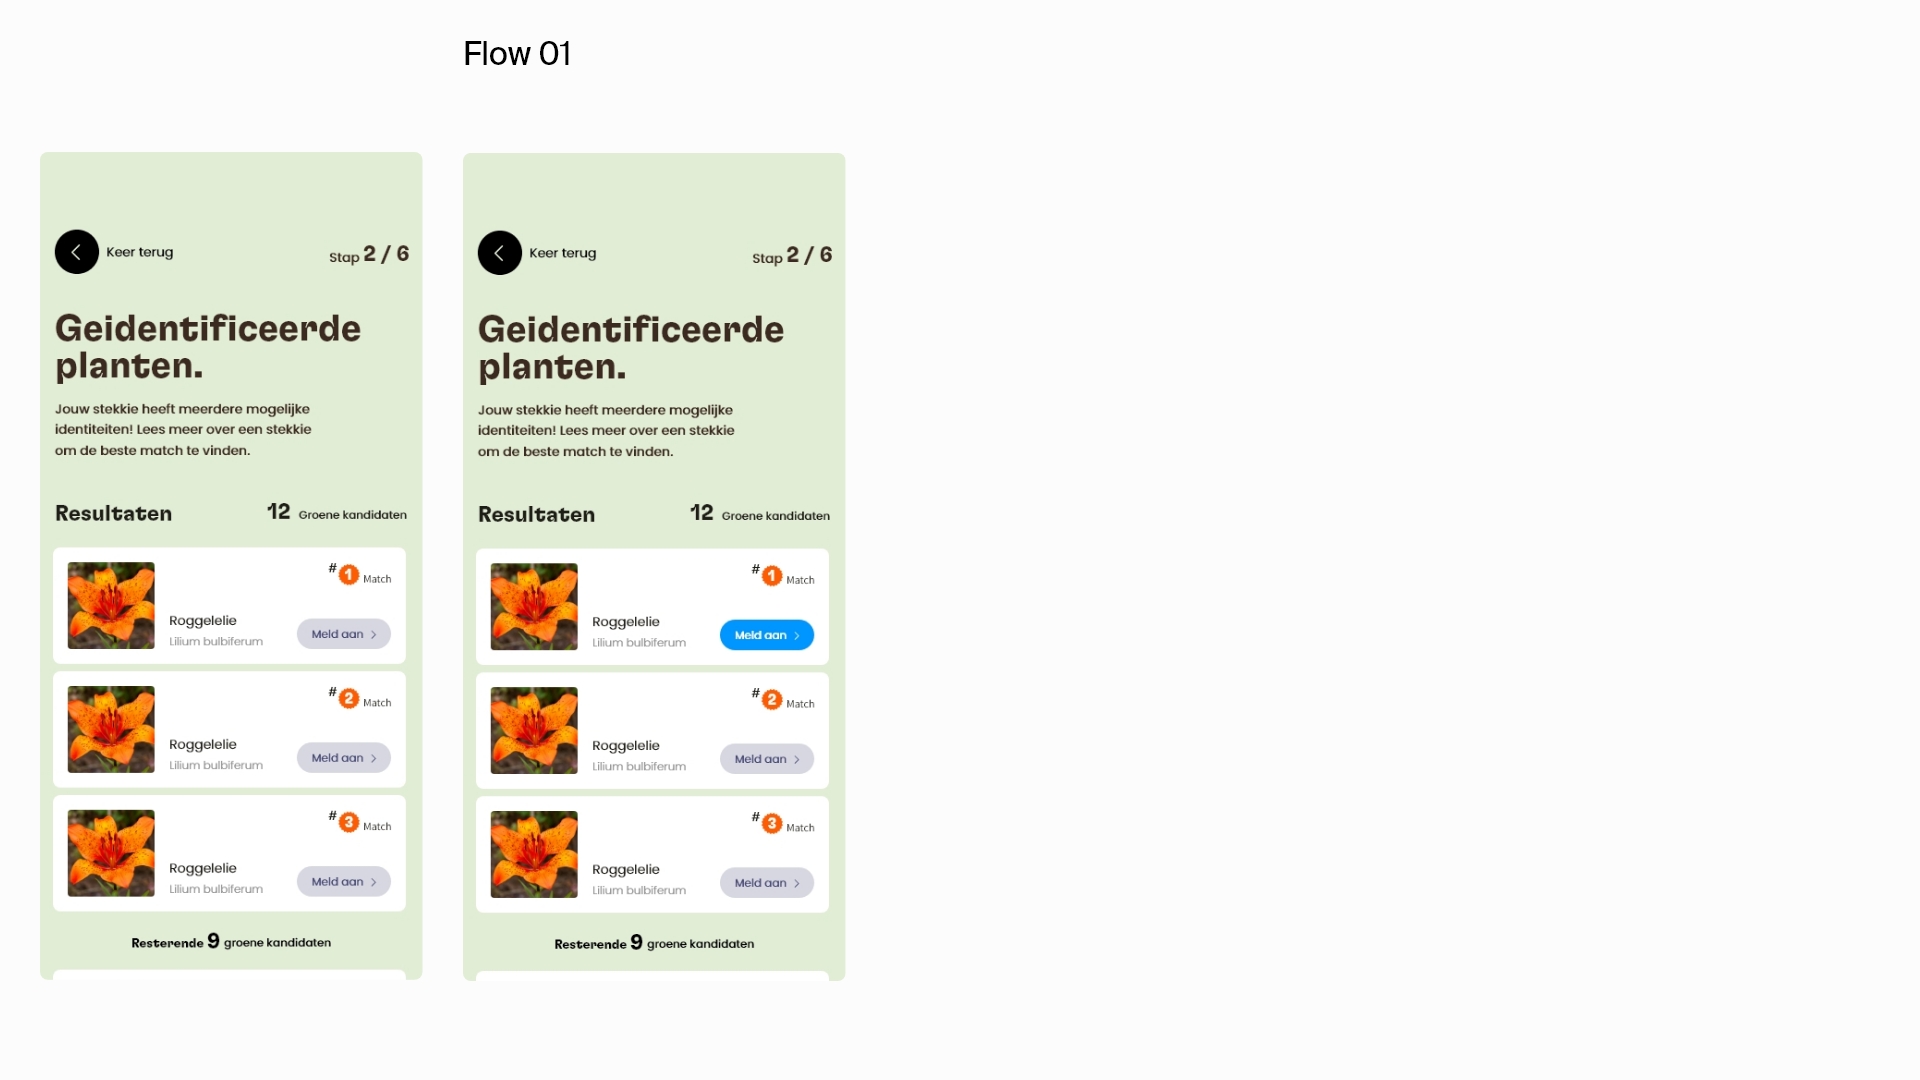 Flow 01
Keer terug
Stap 2 / 6
Geidentificeerde
planten.
Jouw stekkie heeft meerdere mogelijke
identiteiten! Lees meer over een stekkie
om de beste match te vinden.
Resultaten
12 Groene kandidaten
# 1 Match
Roggelelie
Lilium bulbiferum
Meld aan
# 2 Match
Roggelelie
Lilium bulbiferum
Meld aan
# 3 Match
Roggelelie
Lilium bulbiferum
Meld aan
Resterende 9 groene kandidaten
Keer terug
Stap 2 / 6
Geidentificeerde
planten.
Jouw stekkie heeft meerdere mogelijke
identiteiten! Lees meer over een stekkie
om de beste match te vinden.
Resultaten
12 Groene kandidaten
# 1 Match
Roggelelie
Lilium bulbiferum
Meld aan
# 2 Match
Roggelelie
Lilium bulbiferum
Meld aan
# 3 Match
Roggelelie
Lilium bulbiferum
Meld aan
Resterende 9 groene kandidaten